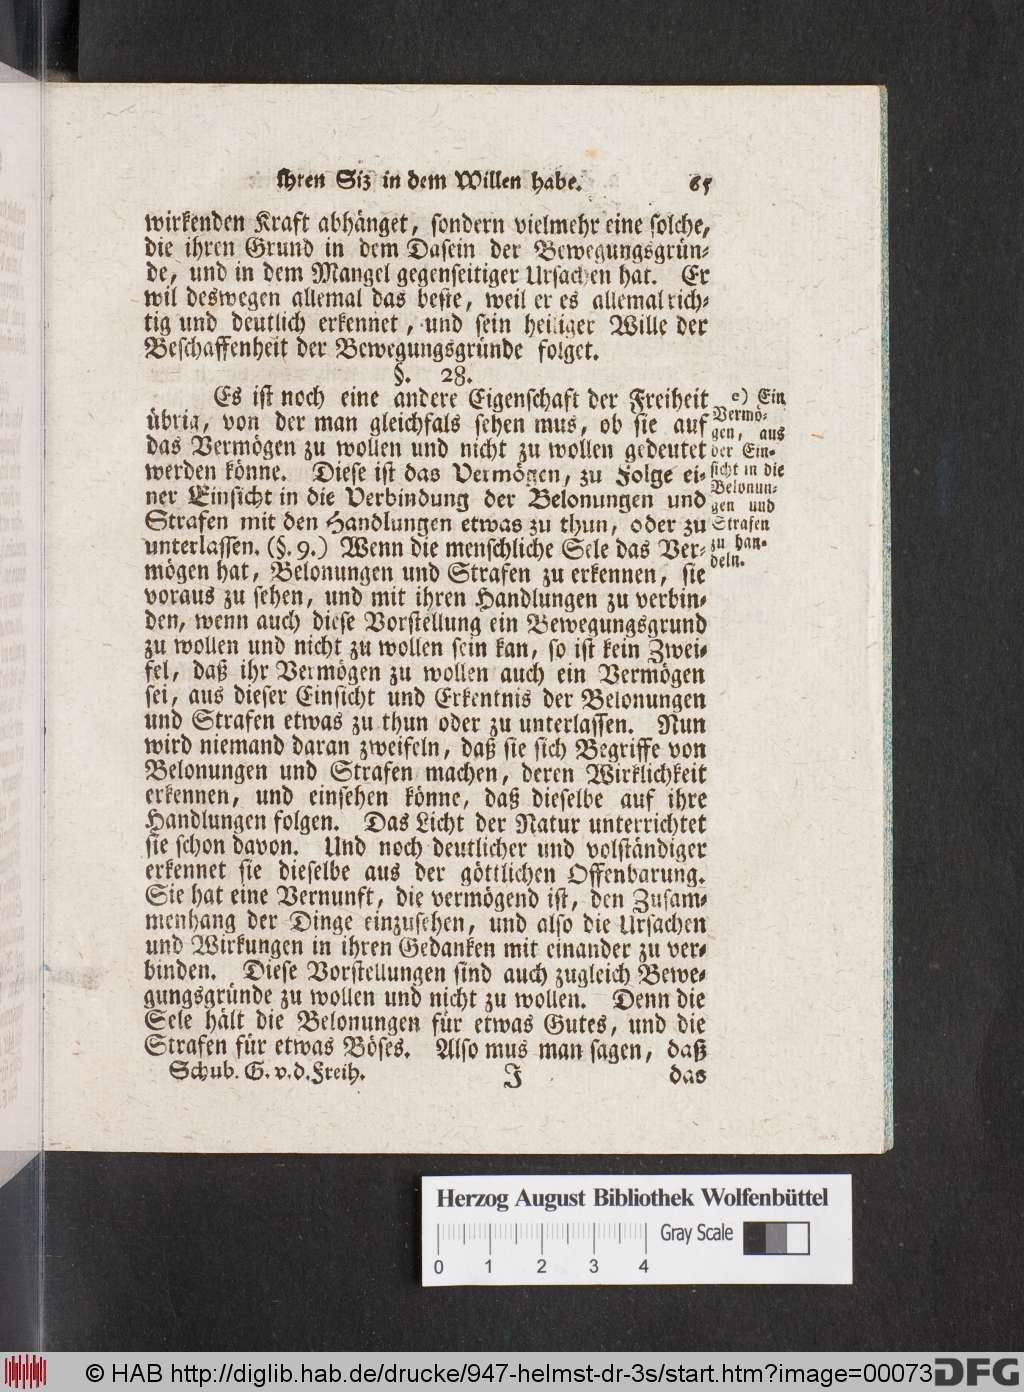 ihren Siz in dem Willen habe. 65
wirkenden Kraft abhänget, sondern vielmehr eine solche,
die ihren Grund in dem Dasein der Bewegungsgrün-
de, und in dem Mangel gegenseitiger Ursachen hat. Er
wil deswegen allemal das beste, weil er es allemal rich-
tig und deutlich erkennet, und sein heiliger Wille der
Beschaffenheit der Bewegungsgründe folget.
§. 28.
Es ist noch eine andere Eigenschaft der Freiheit
übrig, von der man gleichfals sehen mus, ob sie auf
das Vermögen zu wollen und nicht zu wollen gedeutet
werden könne. Diese ist das Vermögen, zu Folge ei-
ner Einsicht in die Verbindung der Belonungen und
Strafen mit den Handlungen etwas zu thun, oder zu
unterlassen. (§. 9.) Wenn die menschliche Sele das Ver-
mögen hat, Belonungen und Strafen zu erkennen, sie
voraus zu sehen, und mit ihren Handlungen zu verbin-
den, wenn auch diese Vorstellung ein Bewegungsgrund
zu wollen und nicht zu wollen sein kan, so ist kein Zwei-
fel, daß ihr Vermögen zu wollen auch ein Vermögen
sei, aus dieser Einsicht und Erkentnis der Belonungen
und Strafen etwas zu thun oder zu unterlassen. Nun
wird niemand daran zweifeln, daß sie sich Begriffe von
Belonungen und Strafen machen, deren Wirklichkeit
erkennen, und einsehen könne, daß dieselbe auf ihre
Handlungen folgen. Das Licht der Natur unterrichtet
sie schon davon. Und noch deutlicher und volständiger
erkennet sie dieselbe aus der göttlichen Offenbarung.
Sie hat eine Vernunft, die vermögend ist, den Zusam-
menhang der Dinge einzusehen, und also die Ursachen
und Wirkungen in ihren Gedanken mit einander zu ver-
binden. Diese Vorstellungen sind auch zugleich Bewe-
gungsgründe zu wollen und nicht zu wollen. Denn die
Sele hält die Belonungen für etwas Gutes, und die
Strafen für etwas Böses. Also mus man sagen, daß
Schub. G. v. d. Freih. J das
e) Ein
Vermö-
gen, aus
der Ein-
sicht in die
Belonun-
gen und
Strafen
zu han-
deln.
Herzog August Bibliothek Wolfenbüttel
Gray Scale
0 1 2 3 4
© HAB http://diglib.hab.de/drucke/947-helmst-dr-3s/start.htm?image=00073
DFG